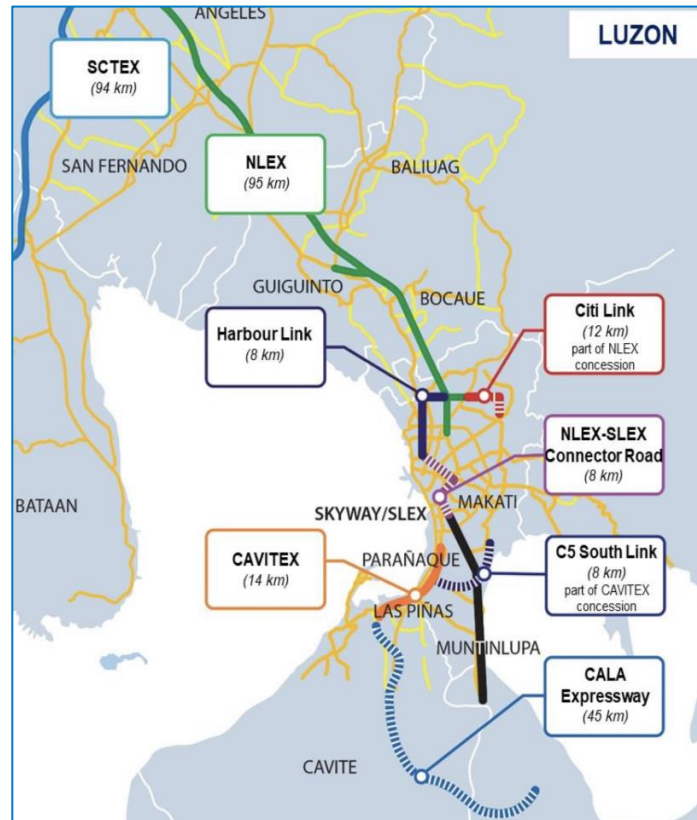 ANGELES
LUZON
SCTEX
(94 km)
SAN FERNANDO
NLEX
(95 km)
BALIUAG
GUIGUINTO
BOCAUE
Harbour Link
(8 km)
Citi Link
(12 km)
part of NLEX
concession
NLEX-SLEX
Connector Road
(8 km)
BATAAN
MAKATI
SKYWAY/SLEX
CAVITEX
(14 km)
PARAÑAQUE
C5 South Link
(8 km)
part of CAVITEX
concession
LAS PIÑAS
MUNTINLUPA
CALA
Expressway
(45 km)
CAVITE